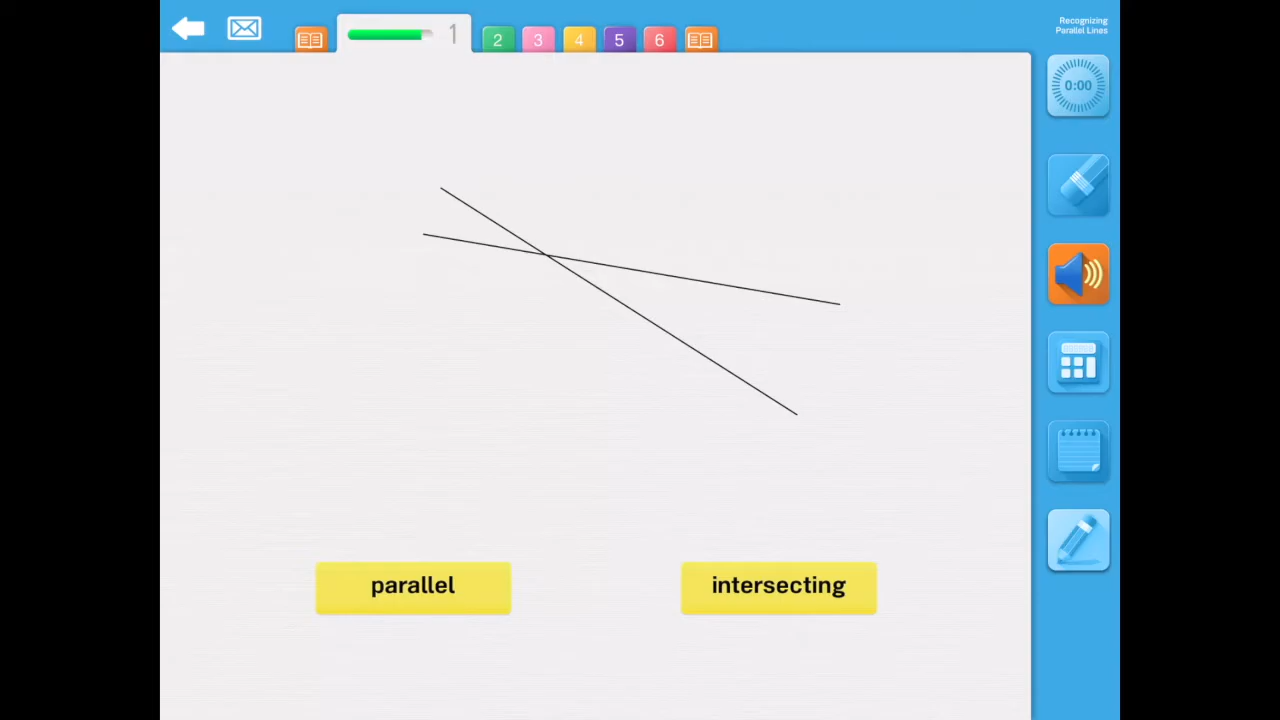 1
2
3
4
5
6
Recognizing
Parallel Lines
0:00
parallel
intersecting